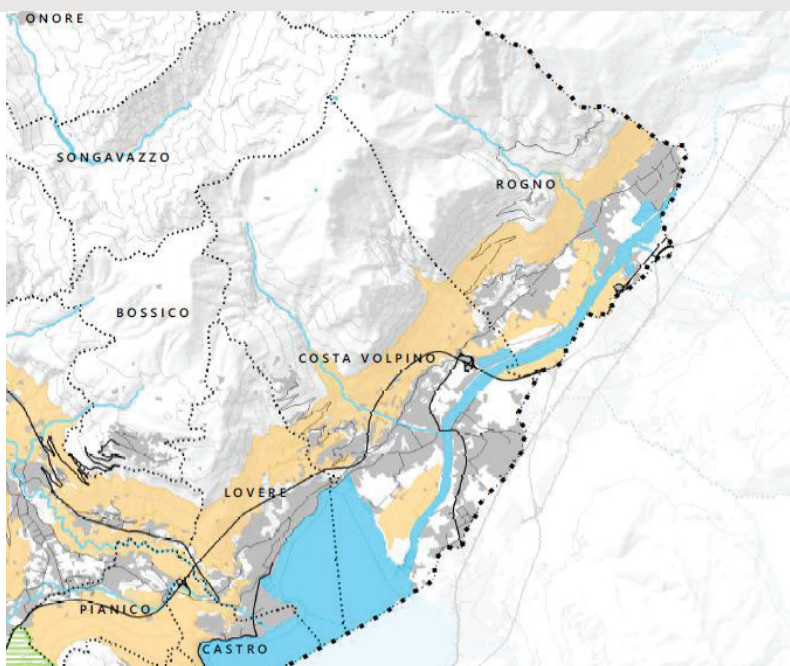 ONORE
SONGAVAZZO
ROGNO
BOSSICO
COSTA VOLPINO
LOVERE
PIANICO
CASTRO